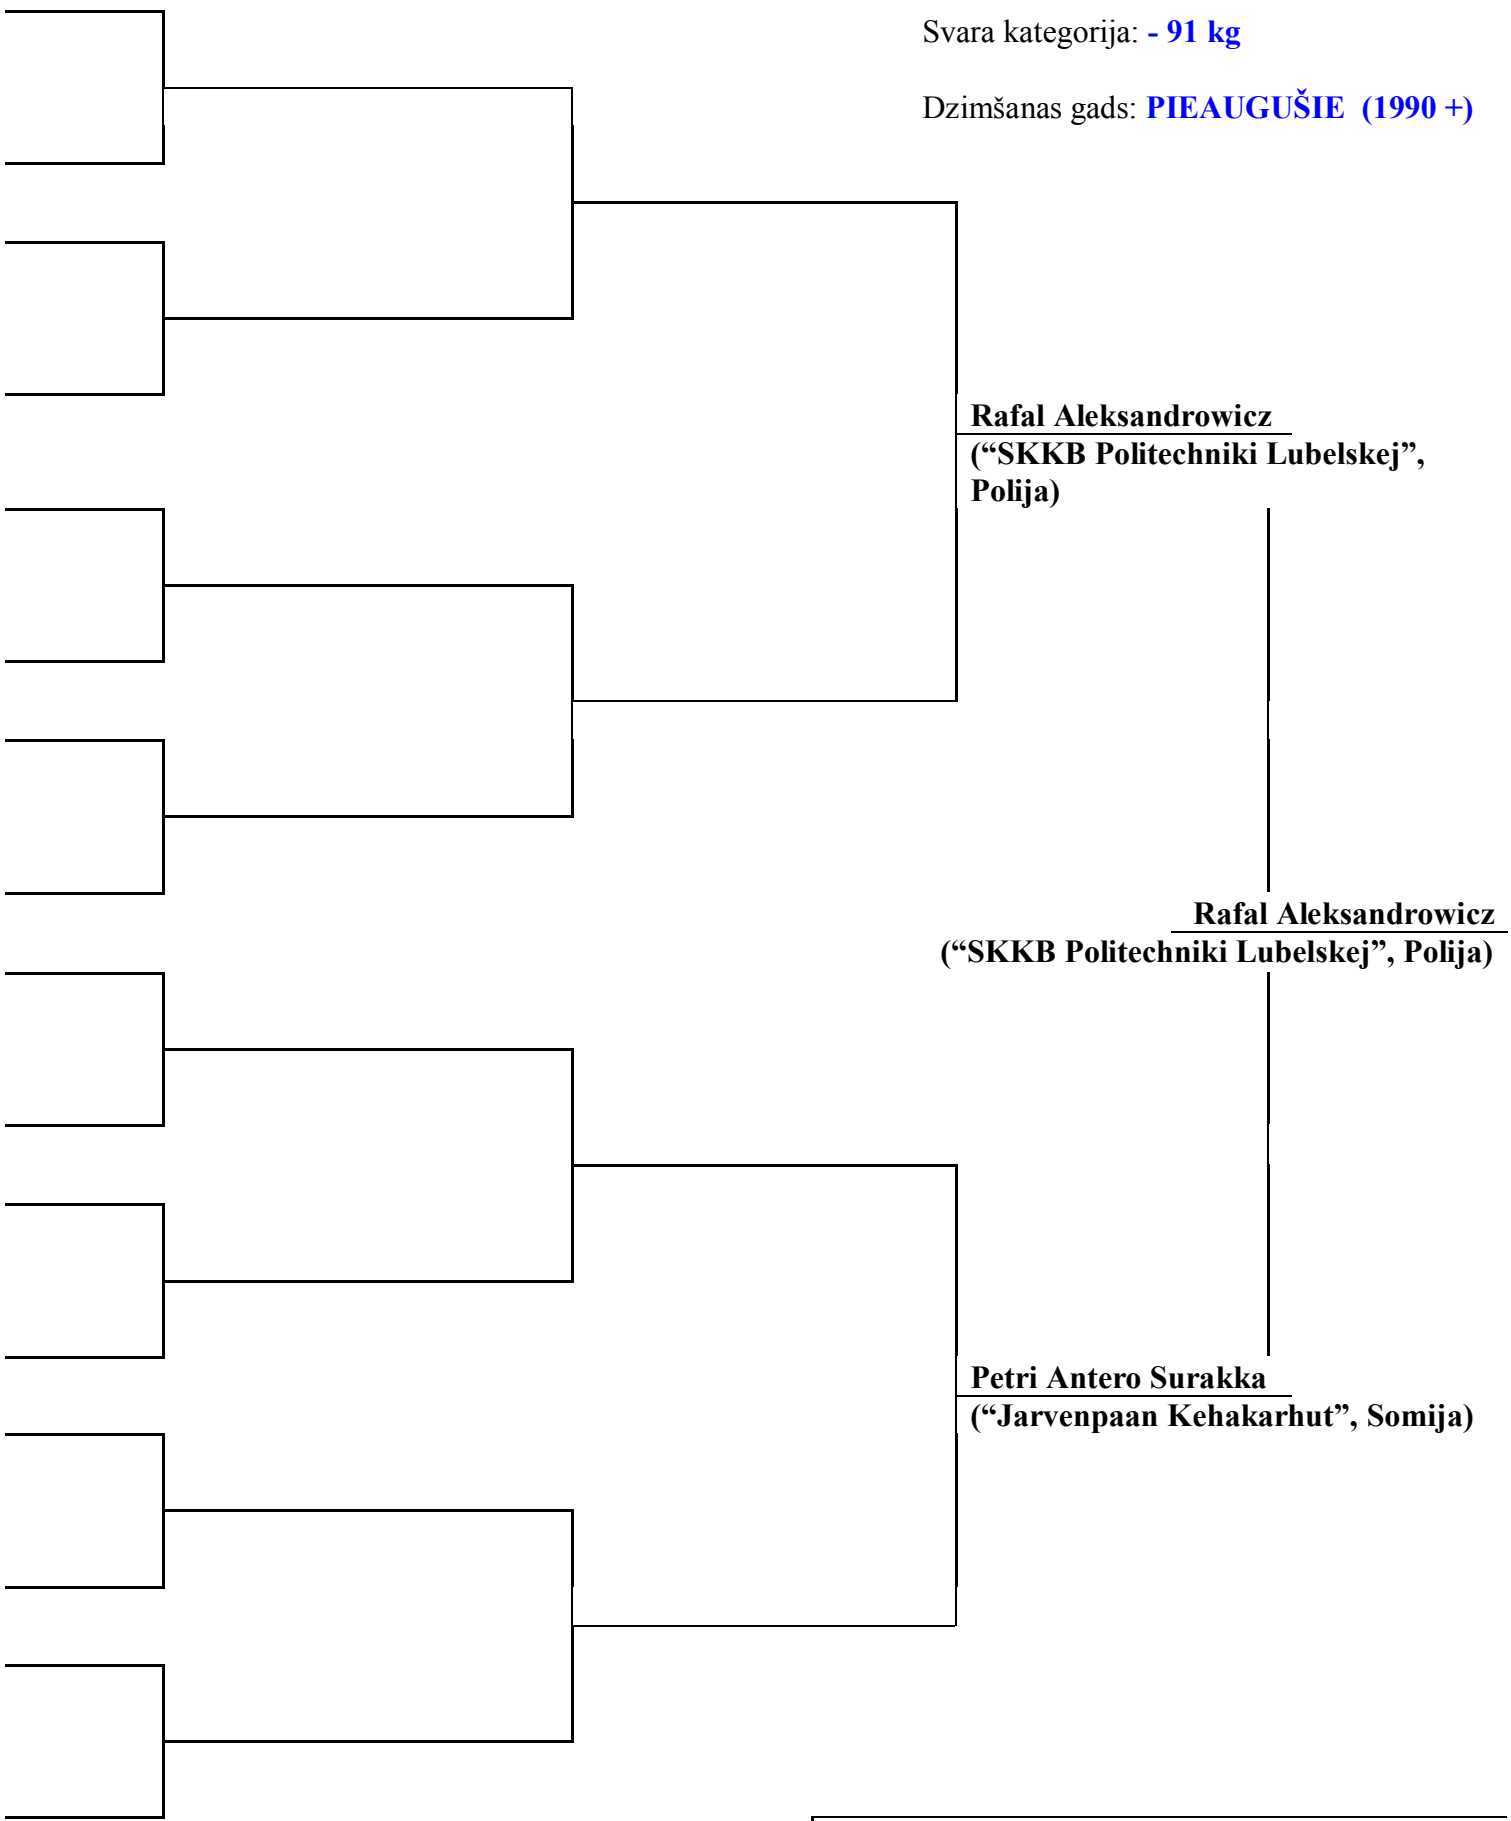 Svara kategorija: - 91 kg
Dzimšanas gads: PIEAUGUŠIE (1990 +)
Rafal Aleksandrowicz
(“SKKB Politechniki Lubelskej”,
Polija)
Rafal Aleksandrowicz
(“SKKB Politechniki Lubelskej”, Polija)
Petri Antero Surakka
(“Jarvenpaan Kehakarhut”, Somija)